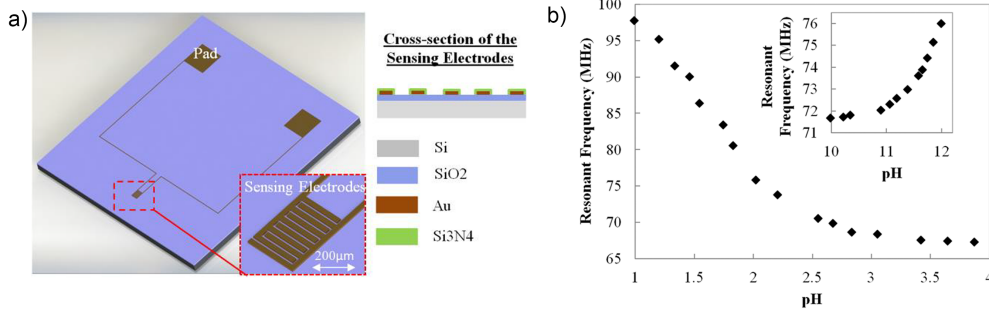 a)
Pad
Sensing Electrodes
200µm
Cross-section of the
Sensing Electrodes
Si
SiO2
Au
Si3N4
b)
Resonant Frequency (MHz)
100
95
90
85
80
75
70
65
1
1.5
2
2.5
3
3.5
4
pH
Resonant
Frequency (MHz)
76
75
74
73
72
71
10
11
12
pH